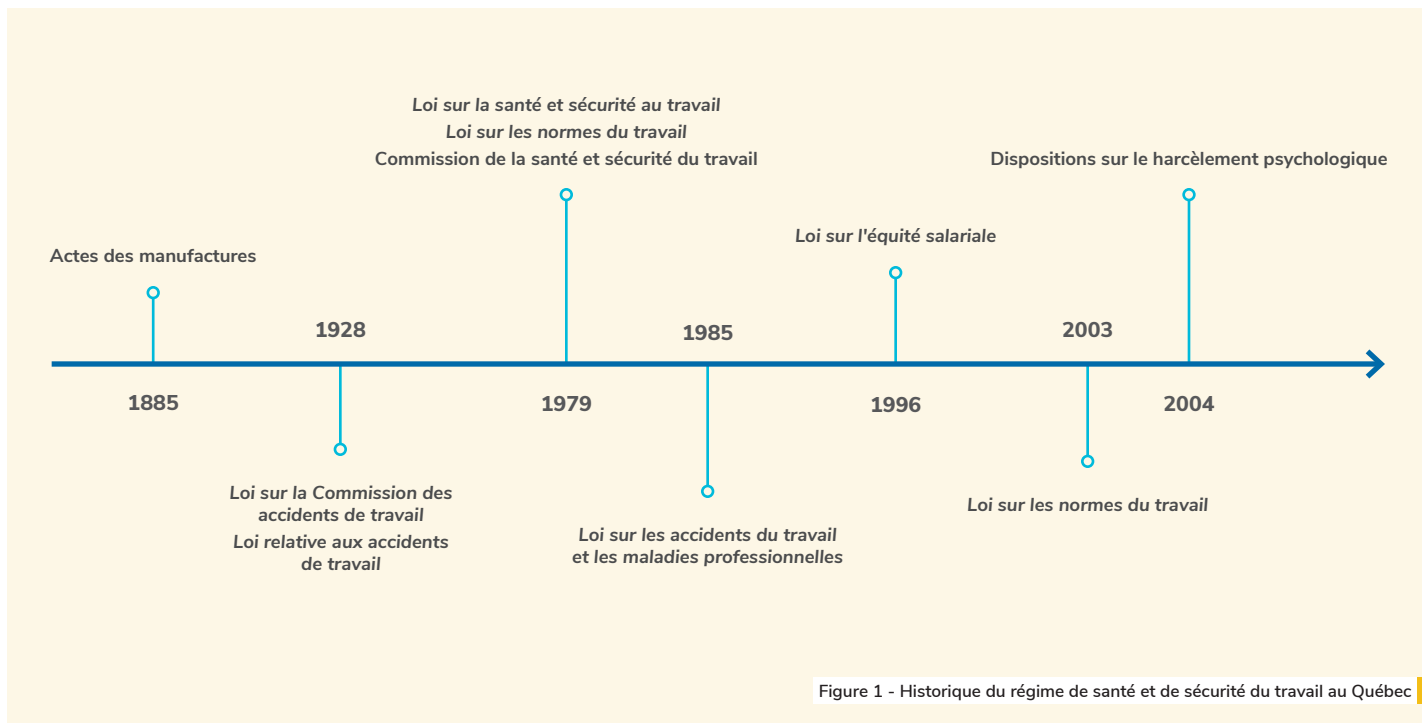 Loi sur la santé et sécurité au travail
Loi sur les normes du travail
Commission de la santé et sécurité du travail
Dispositions sur le harcèlement psychologique
Loi sur l'équité salariale
Actes des manufactures
1928
1985
2003
1885
1979
1996
2004
Loi sur la Commission des
accidents de travail
Loi relative aux accidents
de travail
Loi sur les accidents du travail
et les maladies professionnelles
Loi sur les normes du travail
Figure 1 - Historique du régime de santé et de sécurité du travail au Québec